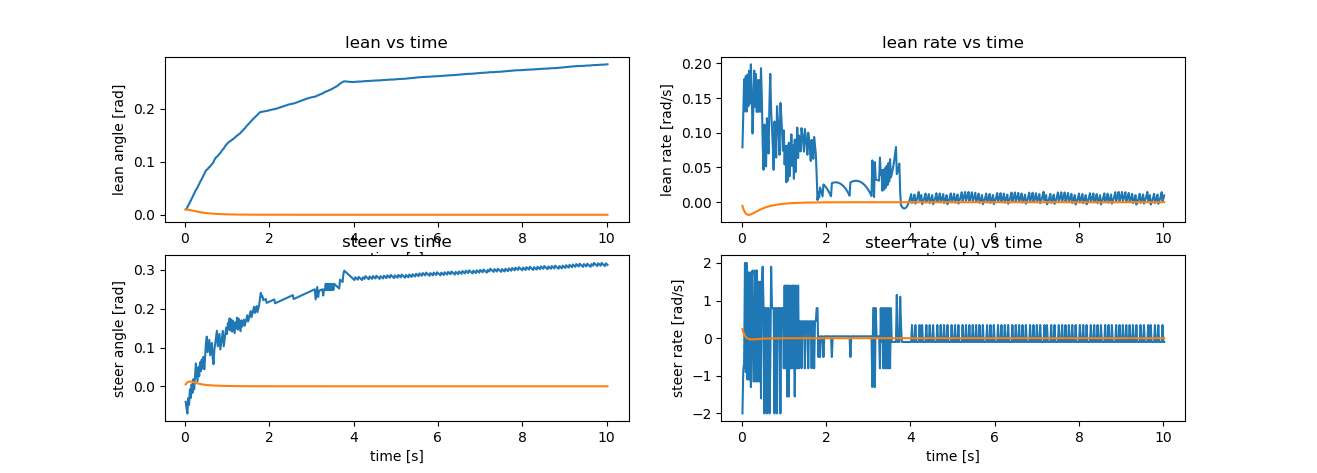 lean vs time
lean angle [rad]
0.2
0.1
0.0
0 2 4 6 8 10
lean rate vs time
lean rate [rad/s]
0.20
0.15
0.10
0.05
0.00
0 2 4 6 8 10
steer vs time
steer angle [rad]
0.3
0.2
0.1
0.0
0 2 4 6 8 10
time [s]
steer rate (u) vs time
steer rate [rad/s]
2
1
0
−1
−2
0 2 4 6 8 10
time [s]